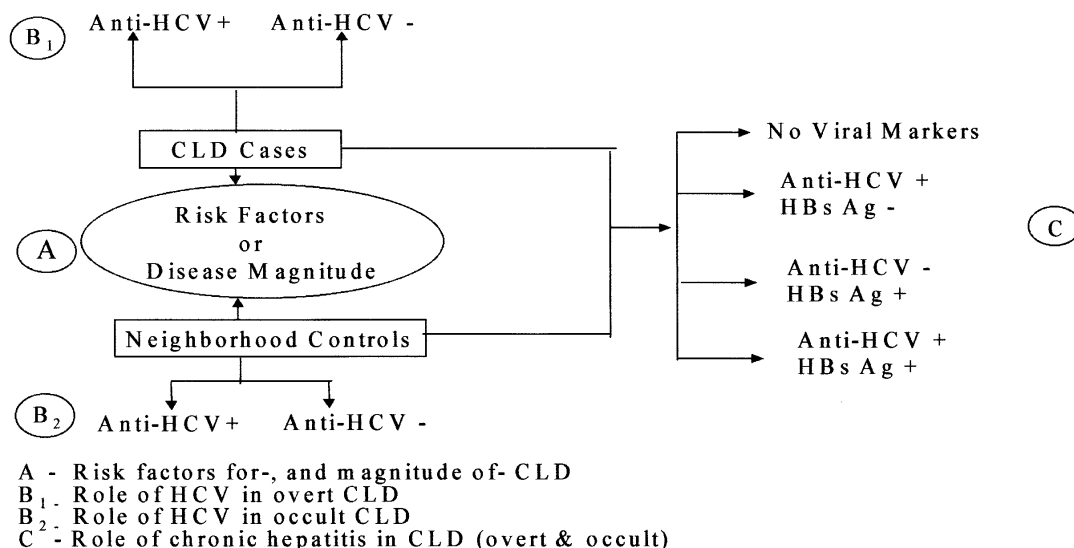 B1
Anti-HCV+ Anti-HCV -
CLD Cases
Risk Factors
or
Disease Magnitude
A
Neighborhood Controls
B2
Anti-HCV+ Anti-HCV -
No Viral Markers
Anti-HCV +
HBs Ag -
Anti-HCV -
HBs Ag +
Anti-HCV +
HBs Ag +
C
A - Risk factors for-, and magnitude of- CLD
B1 - Role of HCV in overt CLD
B2 - Role of HCV in occult CLD
C - Role of chronic hepatitis in CLD (overt & occult)